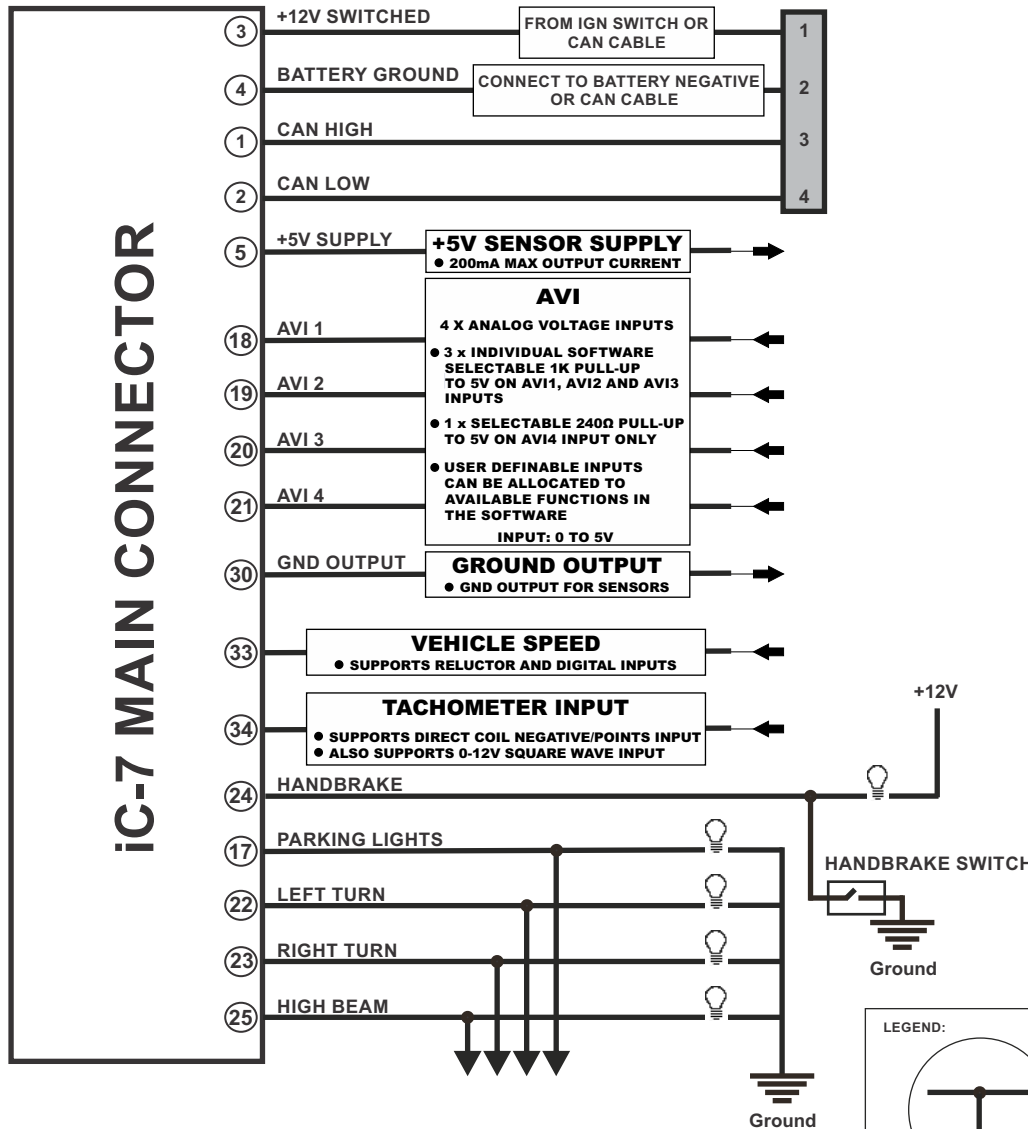 iC-7 MAIN CONNECTOR
3
+12V SWITCHED
FROM IGN SWITCH OR
CAN CABLE
1
4
BATTERY GROUND
CONNECT TO BATTERY NEGATIVE
OR CAN CABLE
2
1
CAN HIGH
3
2
CAN LOW
4
5
+5V SUPPLY
+5V SENSOR SUPPLY
● 200mA MAX OUTPUT CURRENT
AVI
4 X ANALOG VOLTAGE INPUTS
● 3 x INDIVIDUAL SOFTWARE
SELECTABLE 1K PULL-UP
TO 5V ON AVI1, AVI2 AND AVI3
INPUTS
● 1 x SELECTABLE 240Ω PULL-UP
TO 5V ON AVI4 INPUT ONLY
● USER DEFINABLE INPUTS
CAN BE ALLOCATED TO
AVAILABLE FUNCTIONS IN
THE SOFTWARE
INPUT: 0 TO 5V
18
AVI 1
19
AVI 2
20
AVI 3
21
AVI 4
30
GND OUTPUT
GROUND OUTPUT
● GND OUTPUT FOR SENSORS
33
VEHICLE SPEED
● SUPPORTS RELUCTOR AND DIGITAL INPUTS
34
TACHOMETER INPUT
● SUPPORTS DIRECT COIL NEGATIVE/POINTS INPUT
● ALSO SUPPORTS 0-12V SQUARE WAVE INPUT
+12V
24
HANDBRAKE
17
PARKING LIGHTS
HANDBRAKE SWITCH
22
LEFT TURN
23
RIGHT TURN
Ground
25
HIGH BEAM
LEGEND:
Ground